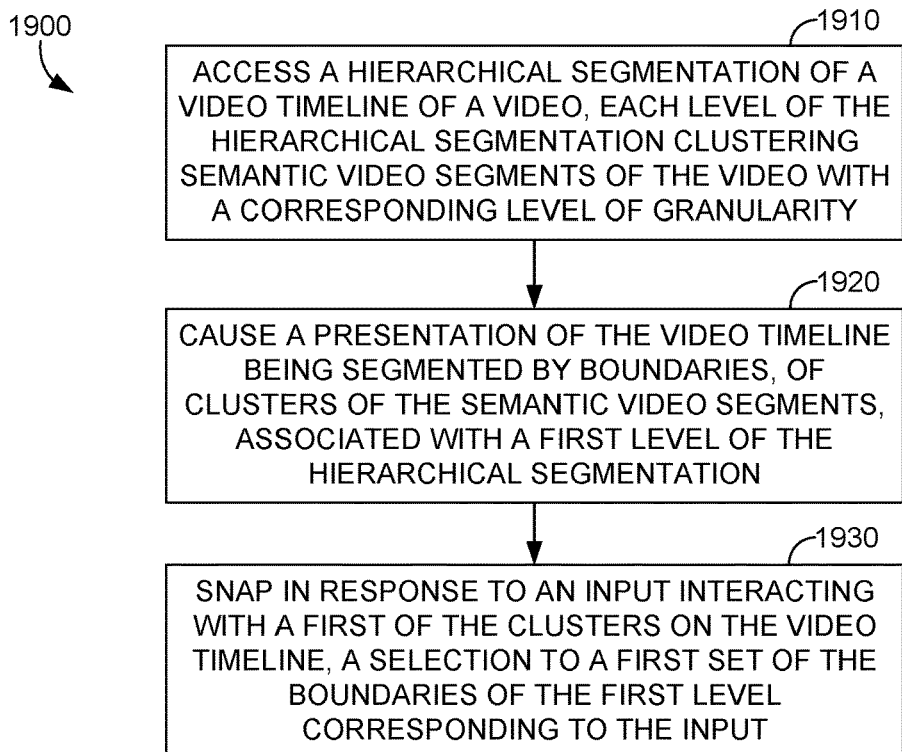 1900
1910
ACCESS A HIERARCHICAL SEGMENTATION OF A
VIDEO TIMELINE OF A VIDEO, EACH LEVEL OF THE
HIERARCHICAL SEGMENTATION CLUSTERING
SEMANTIC VIDEO SEGMENTS OF THE VIDEO WITH
A CORRESPONDING LEVEL OF GRANULARITY
1920
CAUSE A PRESENTATION OF THE VIDEO TIMELINE
BEING SEGMENTED BY BOUNDARIES, OF
CLUSTERS OF THE SEMANTIC VIDEO SEGMENTS,
ASSOCIATED WITH A FIRST LEVEL OF THE
HIERARCHICAL SEGMENTATION
1930
SNAP IN RESPONSE TO AN INPUT INTERACTING
WITH A FIRST OF THE CLUSTERS ON THE VIDEO
TIMELINE, A SELECTION TO A FIRST SET OF THE
BOUNDARIES OF THE FIRST LEVEL
CORRESPONDING TO THE INPUT